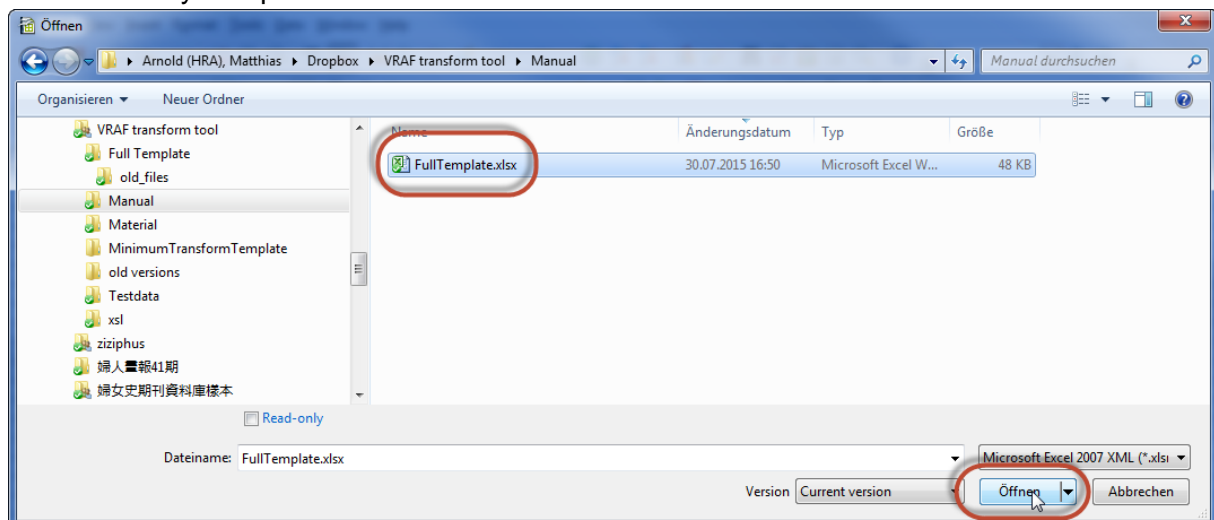 Öffnen
Arnold (HRA), Matthias ▸ Dropbox ▸ VRAF transform tool ▸ Manual
Manual durchsuchen
Organisieren
Neuer Ordner
VRAF transform tool
Full Template
old_files
Manual
Material
MinimumTransformTemplate
old versions
Testdata
xsl
ziziphus
婦人畫報41期
婦女史期刊資料庫樣本
Name Änderungsdatum Typ Größe
FullTemplate.xlsx 30.07.2015 16:50 Microsoft Excel W... 48 KB
Read-only
Dateiname: FullTemplate.xlsx
Microsoft Excel 2007 XML (*.xlsx
Version Current version
Öffnen
Abbrechen